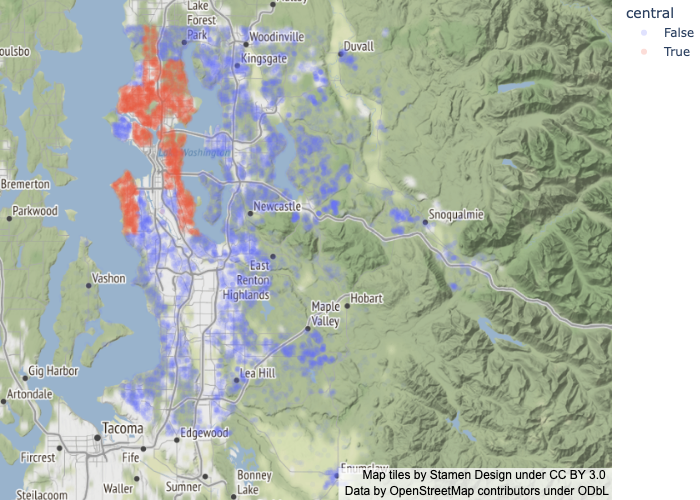 central
False
True
Lake
Forest
Park
Woodinville
Kingsgate
Duvall
oulsbo
Washington
Bremerton
Parkwood
Newcastle
Snoqualmie
Vashon
East
Renton
Highlands
Hobart
Maple
Valley
Gig Harbor
Artondale
Lea Hill
Tacoma
Edgewood
Fircrest
Fife
Waller
Sumner
Bonney
Lake
Steilacoom
Enumclaw
Map tiles by Stamen Design under CC BY 3.0
Data by OpenStreetMap contributors under ODbL